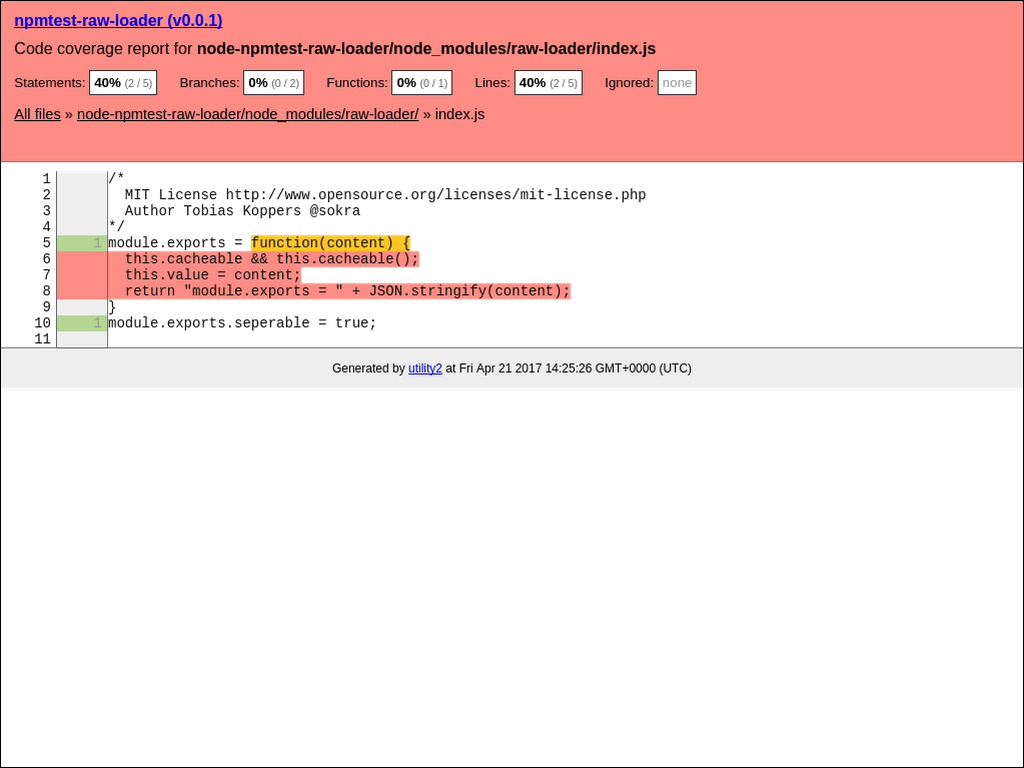 npmtest-raw-loader (v0.0.1)
Code coverage report for node-npmtest-raw-loader/node_modules/raw-loader/index.js
Statements: 40% (2 / 5) Branches: 0% (0 / 2) Functions: 0% (0 / 1) Lines: 40% (2 / 5) Ignored: none
All files » node-npmtest-raw-loader/node_modules/raw-loader/ » index.js
1 /*
2   MIT License http://www.opensource.org/licenses/mit-license.php
3   Author Tobias Koppers @sokra
4 */
5 1 module.exports = function(content) {
6   this.cacheable && this.cacheable();
7   this.value = content;
8   return "module.exports = " + JSON.stringify(content);
9 }
10 1 module.exports.seperable = true;
11
Generated by utility2 at Fri Apr 21 2017 14:25:26 GMT+0000 (UTC)